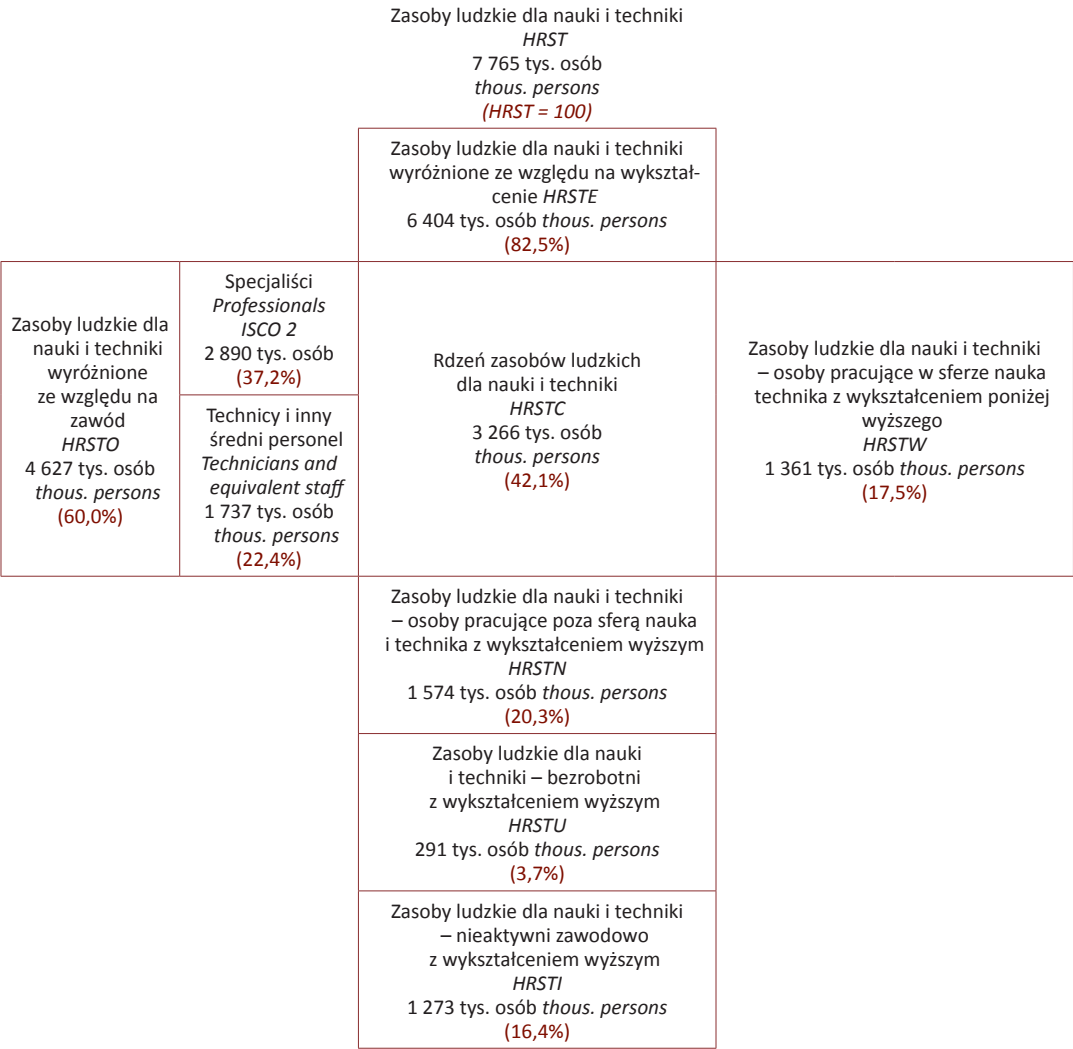 Zasoby ludzkie dla nauki i techniki
HRST
7 765 tys. osób
thous. persons
(HRST = 100)
Zasoby ludzkie dla nauki i techniki
wyróżnione ze względu na wykształ-
cenie HRSTE
6 404 tys. osób thous. persons
(82,5%)
Zasoby ludzkie dla
nauki i techniki
wyróżnione
ze względu na
zawód
HRSTO
4 627 tys. osób
thous. persons
(60,0%)
Specjaliści
Professionals
ISCO 2
2 890 tys. osób
(37,2%)
Technicy i inny
średni personel
Technicians and
equivalent staff
1 737 tys. osób
thous. persons
(22,4%)
Rdzeń zasobów ludzkich
dla nauki i techniki
HRSTC
3 266 tys. osób
thous. persons
(42,1%)
Zasoby ludzkie dla nauki i techniki
– osoby pracujące w sferze nauka
technika z wykształceniem poniżej
wyższego
HRSTW
1 361 tys. osób thous. persons
(17,5%)
Zasoby ludzkie dla nauki i techniki
– osoby pracujące poza sferą nauka
i technika z wykształceniem wyższym
HRSTN
1 574 tys. osób thous. persons
(20,3%)
Zasoby ludzkie dla nauki
i techniki – bezrobotni
z wykształceniem wyższym
HRSTU
291 tys. osób thous. persons
(3,7%)
Zasoby ludzkie dla nauki i techniki
– nieaktywni zawodowo
z wykształceniem wyższym
HRSTI
1 273 tys. osób thous. persons
(16,4%)